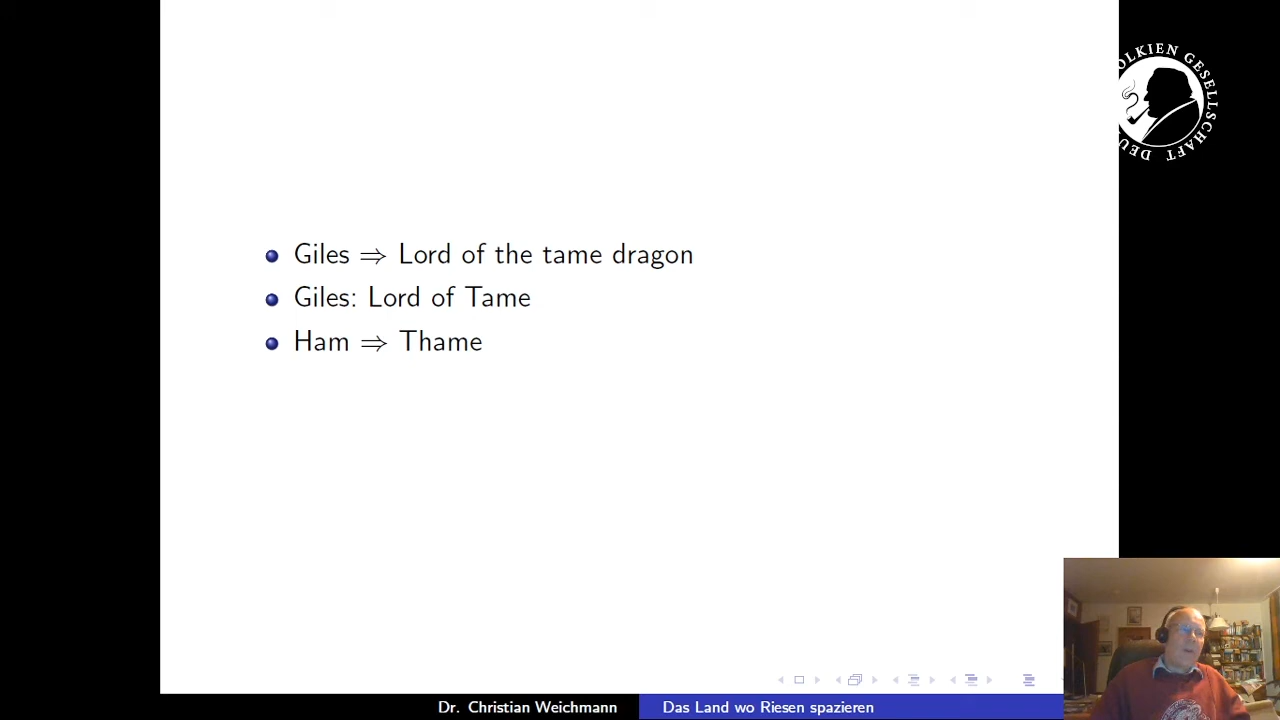 OLKIEN GESELLSCHAFT DEU
Giles ⇒ Lord of the tame dragon
Giles: Lord of Tame
Ham ⇒ Thame
Dr. Christian Weichmann
Das Land wo Riesen spazieren